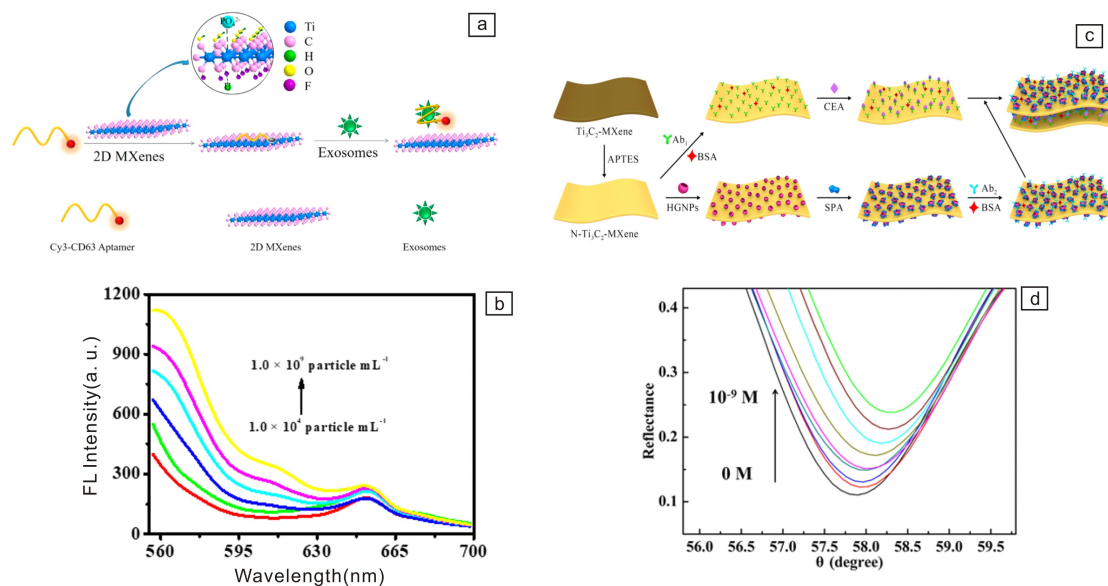 a
PO₄³⁻
Ti
C
H
O
F
H
2D MXenes
Exosomes
Cy3-CD63 Aptamer
2D MXenes
Exosomes
c
Ti₃C₂-MXene
APTES
N-Ti₃C₂-MXene
Ab₁
BSA
CEA
HGNPs
SPA
Ab₂
BSA
b
FL Intensity(a. u.)
1200
900
600
300
0
1.0 × 10⁹ particle mL⁻¹
1.0 × 10⁴ particle mL⁻¹
560
595
630
665
700
Wavelength(nm)
d
Reflectance
0.4
0.3
0.2
0.1
10⁻⁹ M
0 M
56.0
56.5
57.0
57.5
58.0
58.5
59.0
59.5
θ (degree)